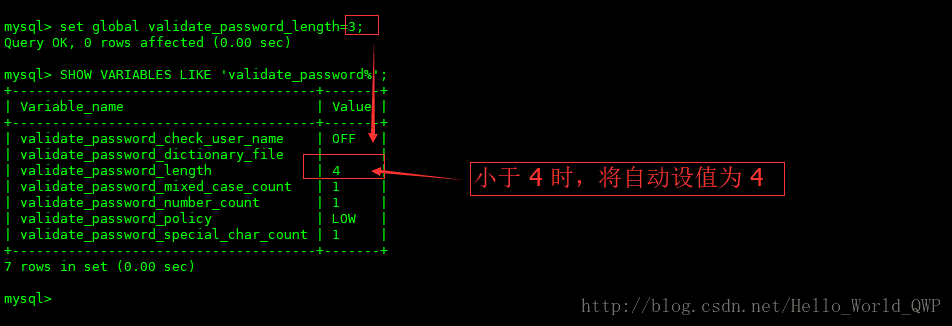 mysql> set global validate_password_length=3;
Query OK, 0 rows affected (0.00 sec)
mysql> SHOW VARIABLES LIKE 'validate_password%';
+--------------------------------------+-------+
| Variable_name                        | Value |
+--------------------------------------+-------+
| validate_password_check_user_name    | OFF   |
| validate_password_dictionary_file    |       |
| validate_password_length             | 4     |
| validate_password_mixed_case_count   | 1     |
| validate_password_number_count       | 1     |
| validate_password_policy             | LOW   |
| validate_password_special_char_count | 1     |
+--------------------------------------+-------+
7 rows in set (0.00 sec)
mysql>
小于 4 时，将自动设值为 4
http://blog.csdn.net/Hello_World_QWP